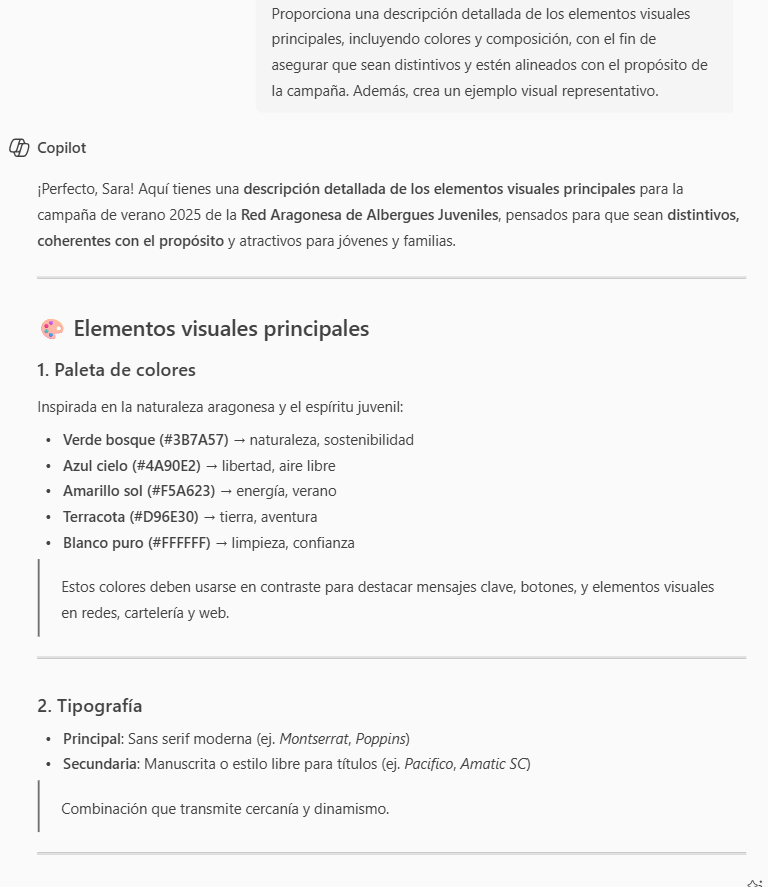 Proporciona una descripción detallada de los elementos visuales
principales, incluyendo colores y composición, con el fin de
asegurar que sean distintivos y estén alineados con el propósito de
la campaña. Además, crea un ejemplo visual representativo.
Copilot
¡Perfecto, Sara! Aquí tienes una descripción detallada de los elementos visuales principales para la
campaña de verano 2025 de la Red Aragonesa de Albergues Juveniles, pensados para que sean distintivos,
coherentes con el propósito y atractivos para jóvenes y familias.
🎨 Elementos visuales principales
1. Paleta de colores
Inspirada en la naturaleza aragonesa y el espíritu juvenil:
• Verde bosque (#3B7A57) → naturaleza, sostenibilidad
• Azul cielo (#4A90E2) → libertad, aire libre
• Amarillo sol (#F5A623) → energía, verano
• Terracota (#D96E30) → tierra, aventura
• Blanco puro (#FFFFFF) → limpieza, confianza
Estos colores deben usarse en contraste para destacar mensajes clave, botones, y elementos visuales
en redes, cartelería y web.
2. Tipografía
• Principal: Sans serif moderna (ej. Montserrat, Poppins)
• Secundaria: Manuscrita o estilo libre para títulos (ej. Pacifico, Amatic SC)
Combinación que transmite cercanía y dinamismo.